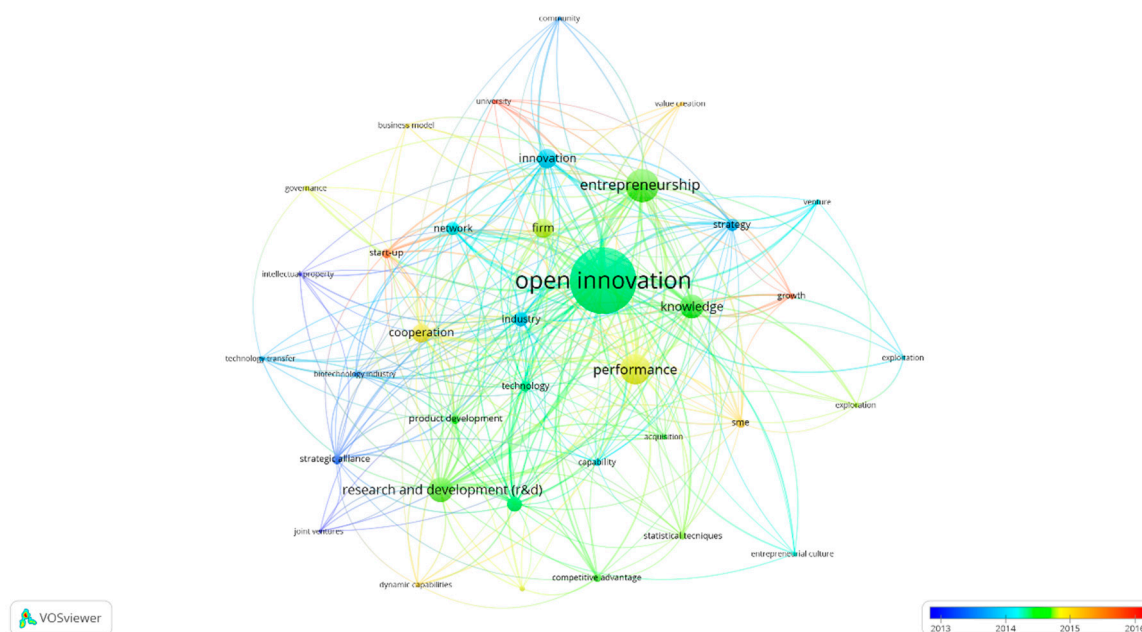 community
university
value creation
business model
innovation
entrepreneurship
governance
venture
network
firm
strategy
start-up
intellectual property
open innovation
growth
knowledge
industry
cooperation
technology transfer
exploitation
biotechnology industry
performance
technology
exploration
product development
sme
acquisition
strategic alliance
capability
research and development (r&d)
joint ventures
statistical tecniques
entrepreneurial culture
competitive advantage
dynamic capabilities
VOSviewer
2013 2014 2015 2016